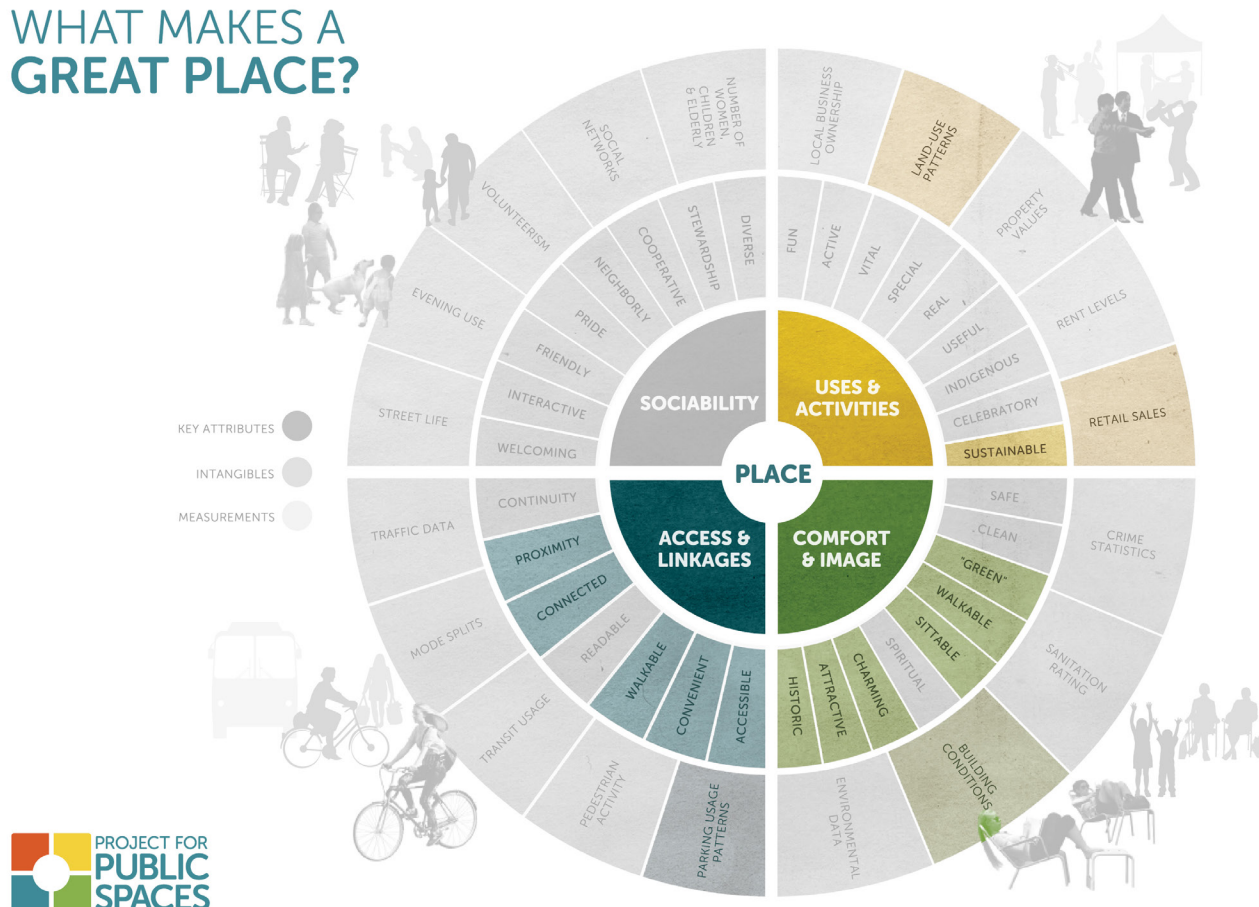 WHAT MAKES A
GREAT PLACE?
KEY ATTRIBUTES
INTANGIBLES
MEASUREMENTS
PLACE
SOCIABILITY
USES &
ACTIVITIES
ACCESS &
LINKAGES
COMFORT
& IMAGE
WELCOMING
INTERACTIVE
FRIENDLY
PRIDE
NEIGHBORLY
COOPERATIVE
STEWARDSHIP
DIVERSE
FUN
ACTIVE
VITAL
SPECIAL
REAL
USEFUL
INDIGENOUS
CELEBRATORY
SUSTAINABLE
SAFE
CLEAN
"GREEN"
WALKABLE
SITTABLE
SPIRITUAL
CHARMING
ATTRACTIVE
HISTORIC
ACCESSIBLE
CONVENIENT
WALKABLE
READABLE
CONNECTED
PROXIMITY
CONTINUITY
STREET LIFE
EVENING USE
VOLUNTEERISM
SOCIAL
NETWORKS
NUMBER OF
WOMEN,
CHILDREN
& ELDERLY
LOCAL BUSINESS
OWNERSHIP
LAND-USE
PATTERNS
PROPERTY
VALUES
RENT LEVELS
RETAIL SALES
CRIME
STATISTICS
SANITATION
RATING
BUILDING
CONDITIONS
ENVIRONMENTAL
DATA
PARKING USAGE
PATTERNS
PEDESTRIAN
ACTIVITY
TRANSIT USAGE
MODE SPLITS
TRAFFIC DATA
PROJECT FOR
PUBLIC
SPACES